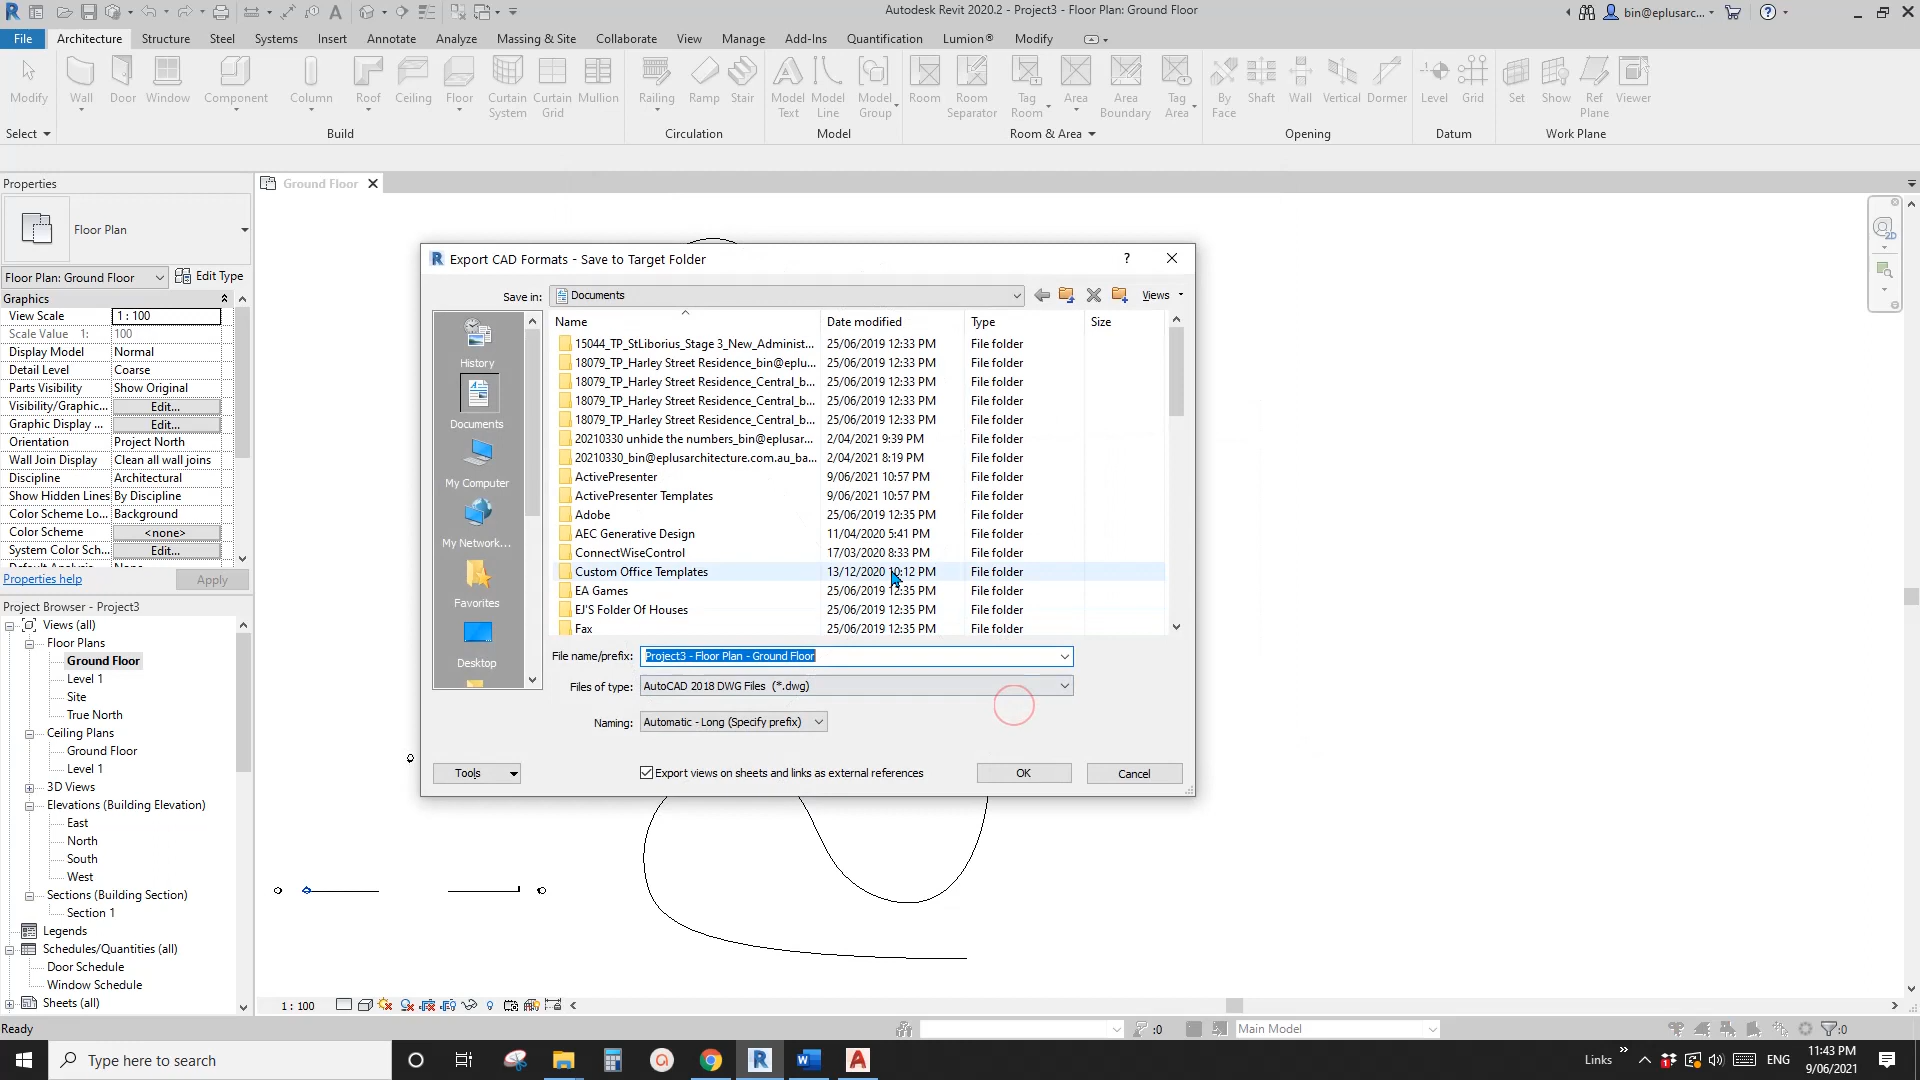 Autodesk Revit 2020.2 - Project3 - Floor Plan: Ground Floor
bin@eplusarc...
File Architecture Structure Steel Systems Insert Annotate Analyze Massing & Site Collaborate View Manage Add-Ins Quantification Lumion® Modify
Modify Wall Door Window Component Column Roof Ceiling Floor Curtain System Curtain Grid Mullion Railing Ramp Stair Model Text Model Line Model Group Room Room Separator Tag Room Area Area Boundary Tag Area By Face Shaft Wall Vertical Dormer Level Grid Set Show Ref Plane Viewer
Select Build Circulation Model Room & Area Opening Datum Work Plane
Properties
Ground Floor
Floor Plan
Floor Plan: Ground Floor Edit Type
Graphics
View Scale 1 : 100
Scale Value 1: 100
Display Model Normal
Detail Level Coarse
Parts Visibility Show Original
Visibility/Graphic... Edit...
Graphic Display ... Edit...
Orientation Project North
Wall Join Display Clean all wall joins
Discipline Architectural
Show Hidden Lines By Discipline
Color Scheme Lo... Background
Color Scheme <none>
System Color Sch... Edit...
Properties help Apply
Project Browser - Project3
Views (all)
Floor Plans
Ground Floor
Level 1
Site
True North
Ceiling Plans
Ground Floor
Level 1
3D Views
Elevations (Building Elevation)
East
North
South
West
Sections (Building Section)
Section 1
Legends
Schedules/Quantities (all)
Door Schedule
Window Schedule
Sheets (all)
Export CAD Formats - Save to Target Folder
Save in: Documents Views
History
Documents
My Computer
My Network...
Favorites
Desktop
Name Date modified Type Size
15044_TP_StLiborius_Stage 3_New_Administ... 25/06/2019 12:33 PM File folder
18079_TP_Harley Street Residence_bin@eplu... 25/06/2019 12:33 PM File folder
18079_TP_Harley Street Residence_Central_b... 25/06/2019 12:33 PM File folder
18079_TP_Harley Street Residence_Central_b... 25/06/2019 12:33 PM File folder
18079_TP_Harley Street Residence_Central_b... 25/06/2019 12:33 PM File folder
20210330 unhide the numbers_bin@eplusar... 2/04/2021 9:39 PM File folder
20210330_bin@eplusarchitecture.com.au_ba... 2/04/2021 8:19 PM File folder
ActivePresenter 9/06/2021 10:57 PM File folder
ActivePresenter Templates 9/06/2021 10:57 PM File folder
Adobe 25/06/2019 12:35 PM File folder
AEC Generative Design 11/04/2020 5:41 PM File folder
ConnectWiseControl 17/03/2020 8:33 PM File folder
Custom Office Templates 13/12/2020 10:12 PM File folder
EA Games 25/06/2019 12:35 PM File folder
EJ'S Folder Of Houses 25/06/2019 12:35 PM File folder
Fax 25/06/2019 12:35 PM File folder
File name/prefix: Project3 - Floor Plan - Ground Floor
Files of type: AutoCAD 2018 DWG Files (*.dwg)
Naming: Automatic - Long (Specify prefix)
Tools Export views on sheets and links as external references OK Cancel
1 : 100
Ready :0 Main Model :0
Type here to search Links ENG 11:43 PM
9/06/2021